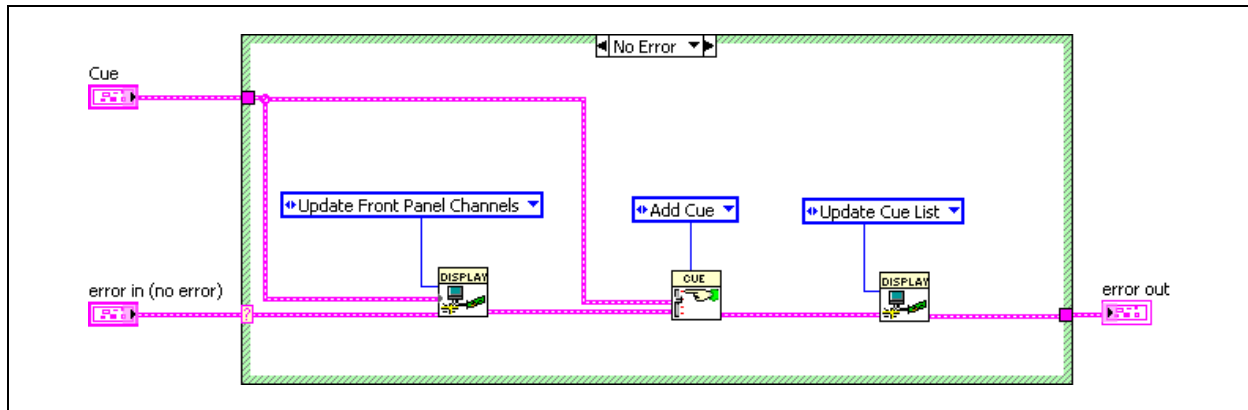 No Error
Cue
Update Front Panel Channels
Add Cue
Update Cue List
DISPLAY
CUE
DISPLAY
error in (no error)
?
error out